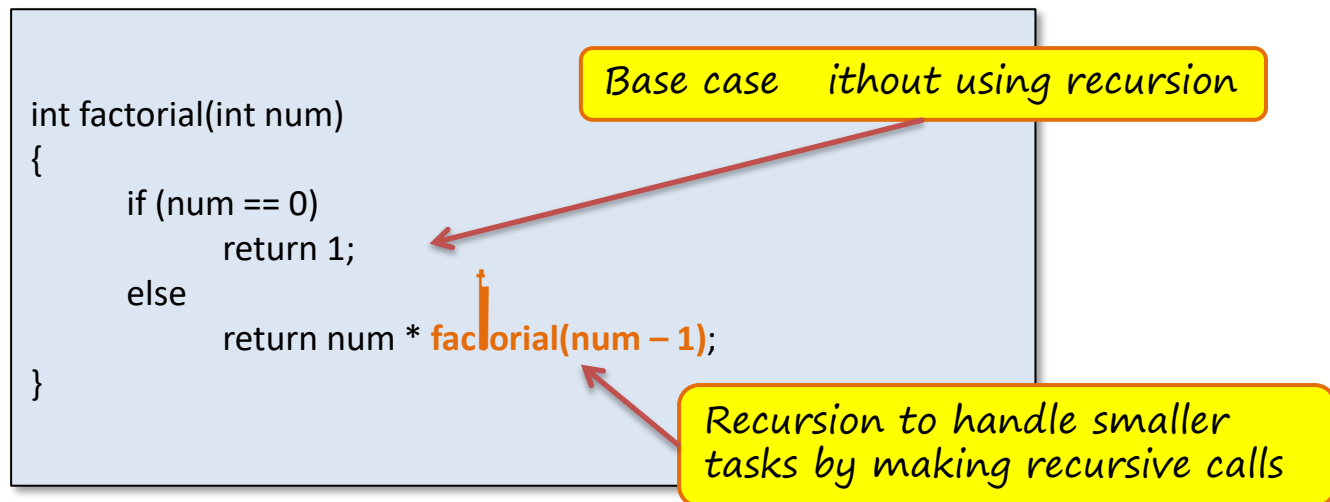 Base case ithout using recursion
int factorial(int num)
{
if (num == 0)
return 1;
else
return num * factorial(num – 1);
}
Recursion to handle smaller
tasks by making recursive calls